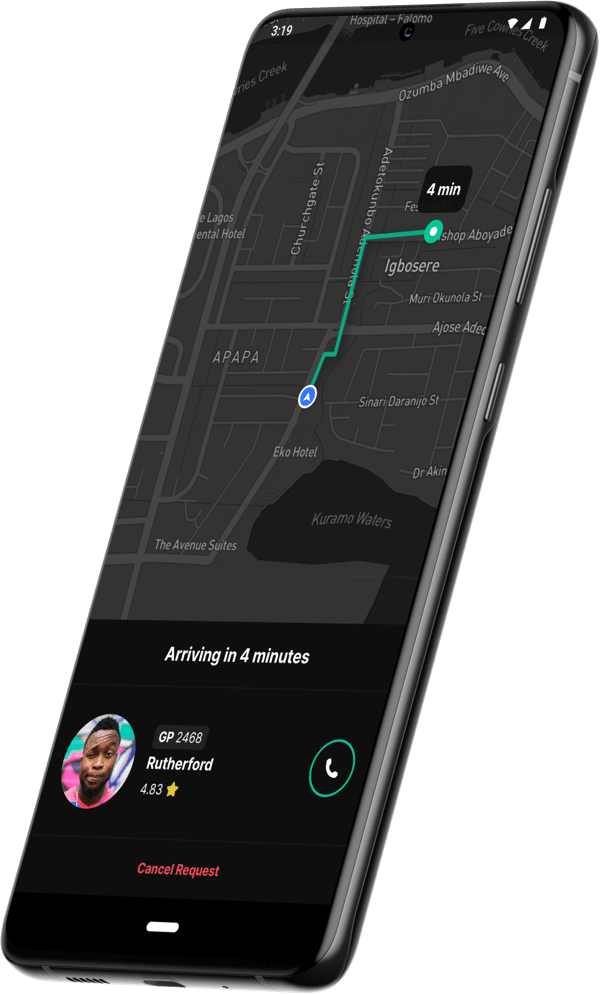 3:19
Hospital - Falomo
Five Cowries Creek
ries Creek
Ozumba Mbadiwe Ave
Adetokunbo Ademola St
Churchgate St
4 min
Fes
e Lagos
ental Hotel
shop Aboyade
Igbosere
Muri Okunola St
Ajose Adeo
APAPA
Sinari Daranijo St
Eko Hotel
Dr Akin
Kuramo Waters
The Avenue Suites
Arriving in 4 minutes
GP 2468
Rutherford
4.83
Cancel Request